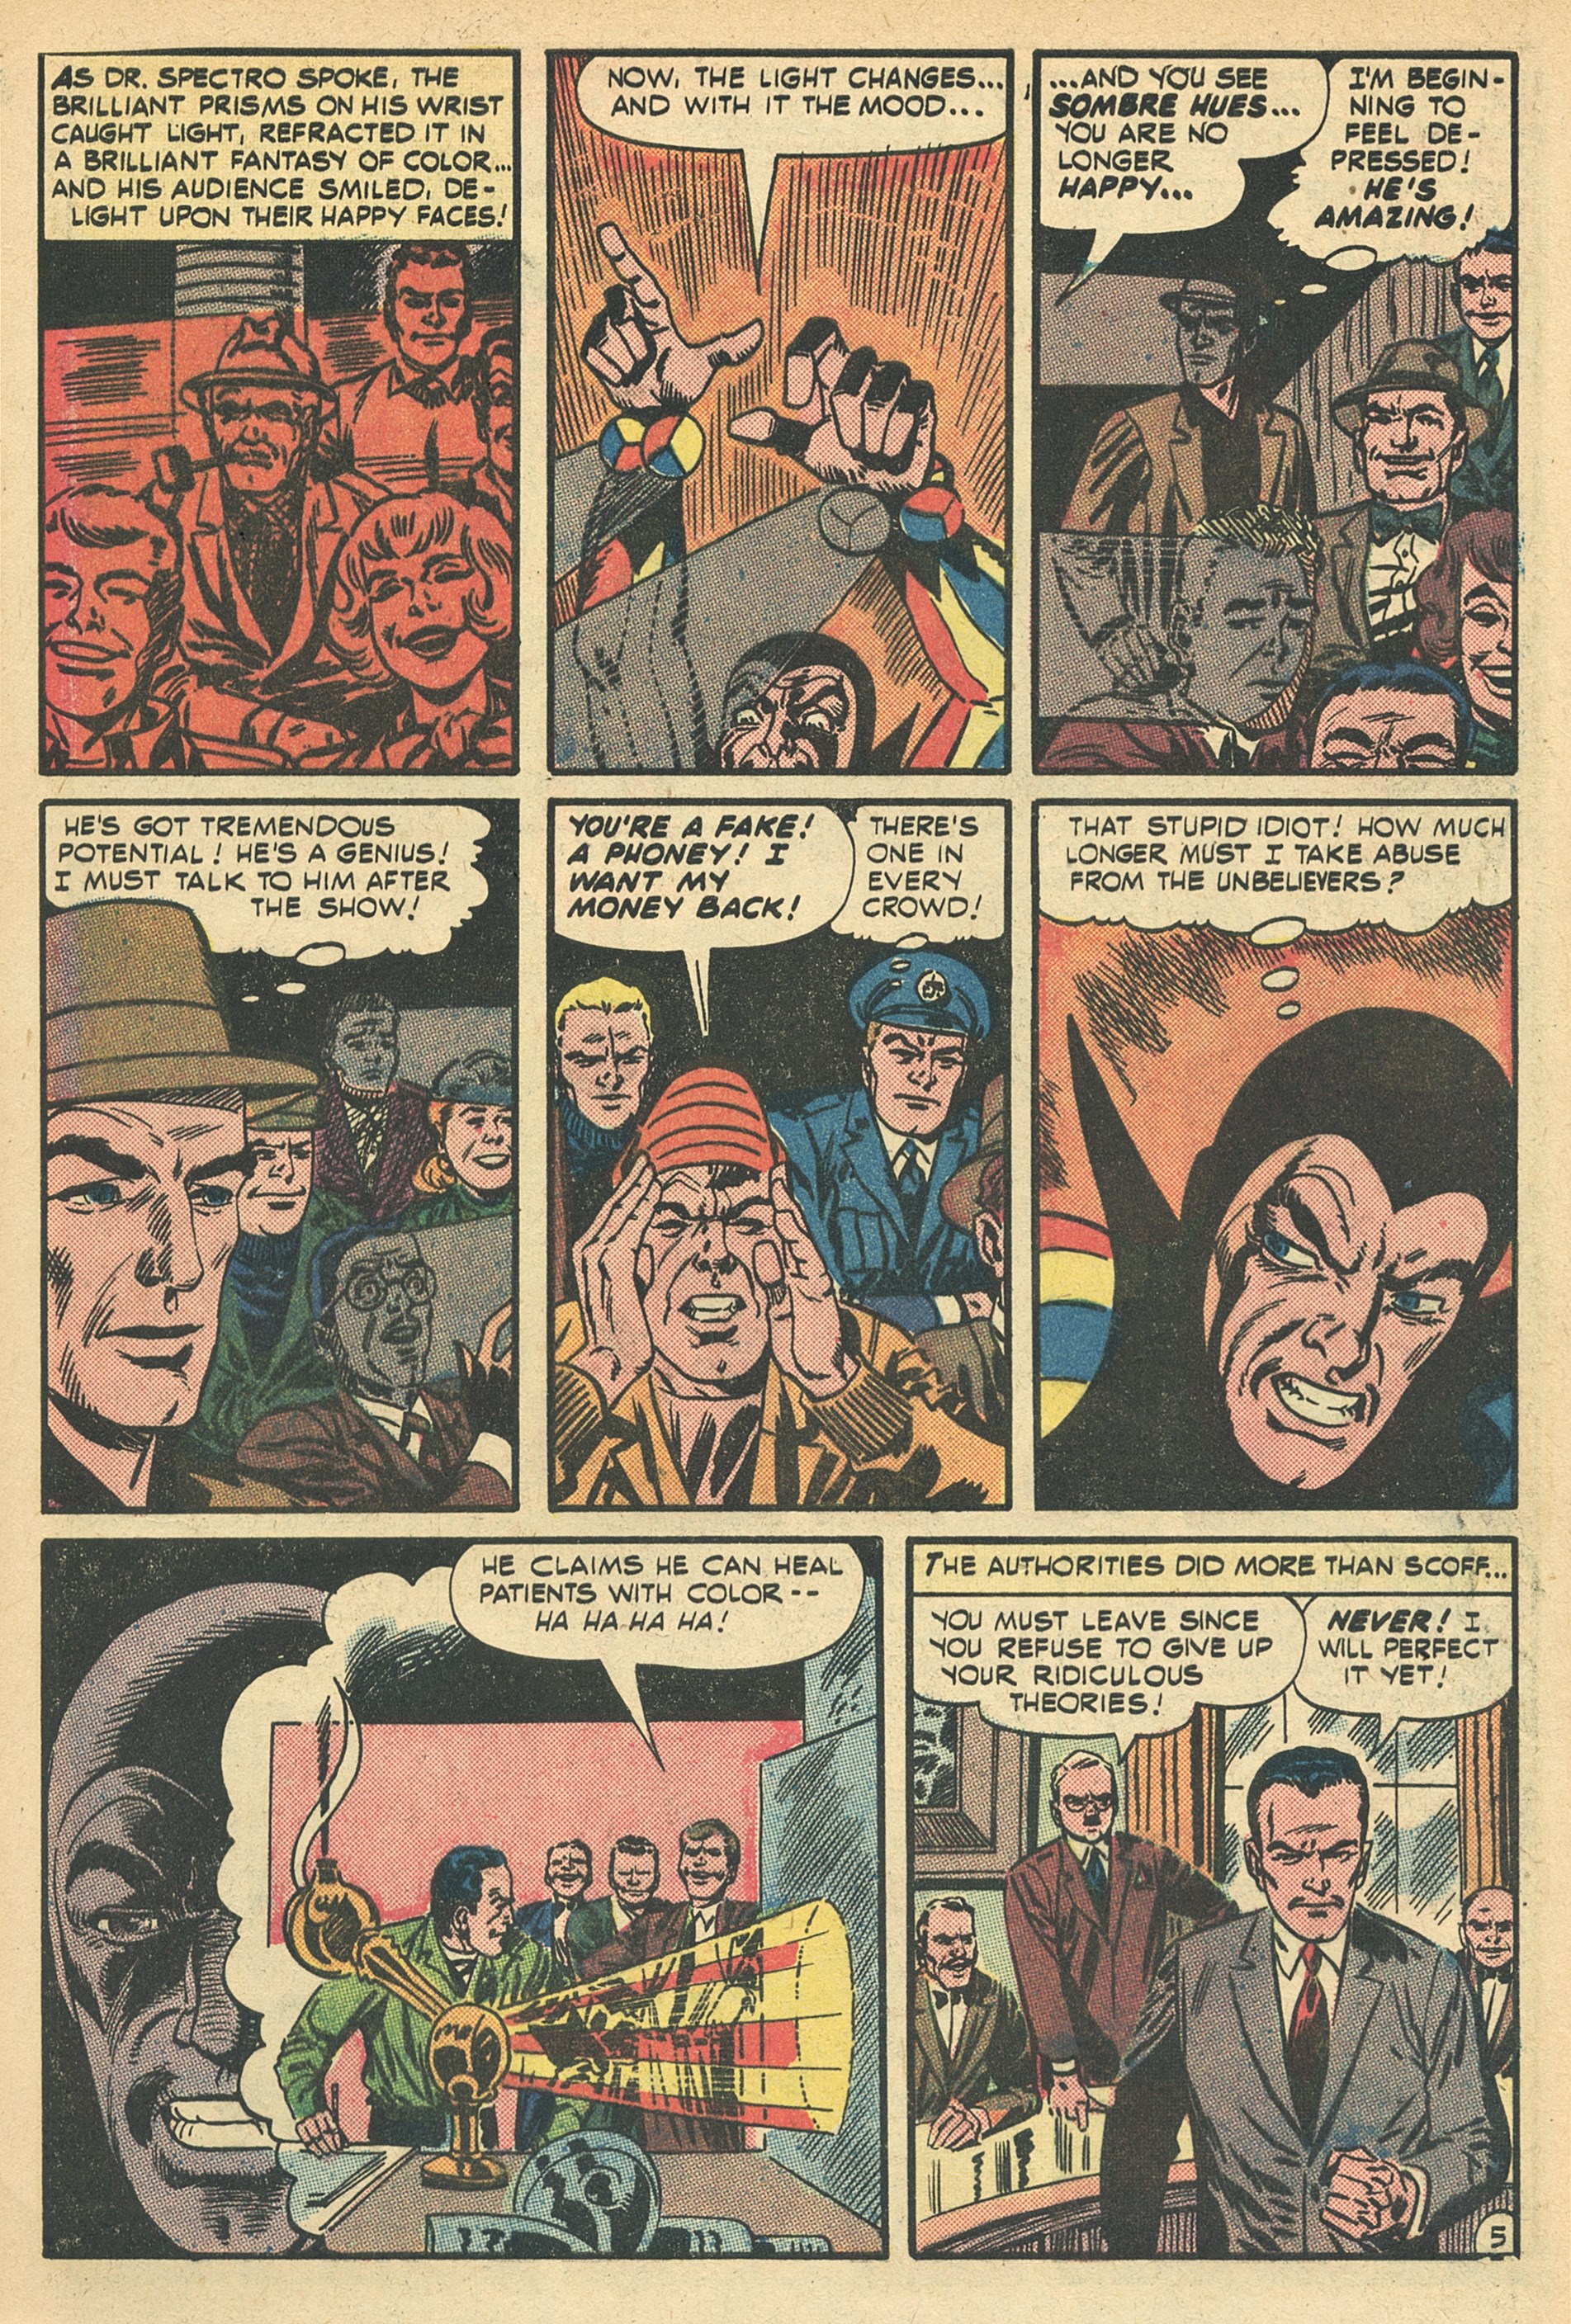 AS DR. SPECTRO SPOKE, THE
BRILLIANT PRISMS ON HIS WRIST
CAUGHT LIGHT, REFRACTED IT IN
A BRILLIANT FANTASY OF COLOR...
AND HIS AUDIENCE SMILED, DE-
LIGHT UPON THEIR HAPPY FACES!
NOW, THE LIGHT CHANGES...
AND WITH IT THE MOOD...
...AND YOU SEE
SOMBRE HUES...
YOU ARE NO
LONGER
HAPPY...
I'M BEGIN-
NING TO
FEEL DE-
PRESSED!
HE'S
AMAZING!
HE'S GOT TREMENDOUS
POTENTIAL! HE'S A GENIUS!
I MUST TALK TO HIM AFTER
THE SHOW!
YOU'RE A FAKE!
A PHONEY! I
WANT MY
MONEY BACK!
THERE'S
ONE IN
EVERY
CROWD!
THAT STUPID IDIOT! HOW MUCH
LONGER MUST I TAKE ABUSE
FROM THE UNBELIEVERS?
HE CLAIMS HE CAN HEAL
PATIENTS WITH COLOR--
HA HA HA HA!
THE AUTHORITIES DID MORE THAN SCOFF...
YOU MUST LEAVE SINCE
YOU REFUSE TO GIVE UP
YOUR RIDICULOUS
THEORIES!
NEVER! I
WILL PERFECT
IT YET!
5